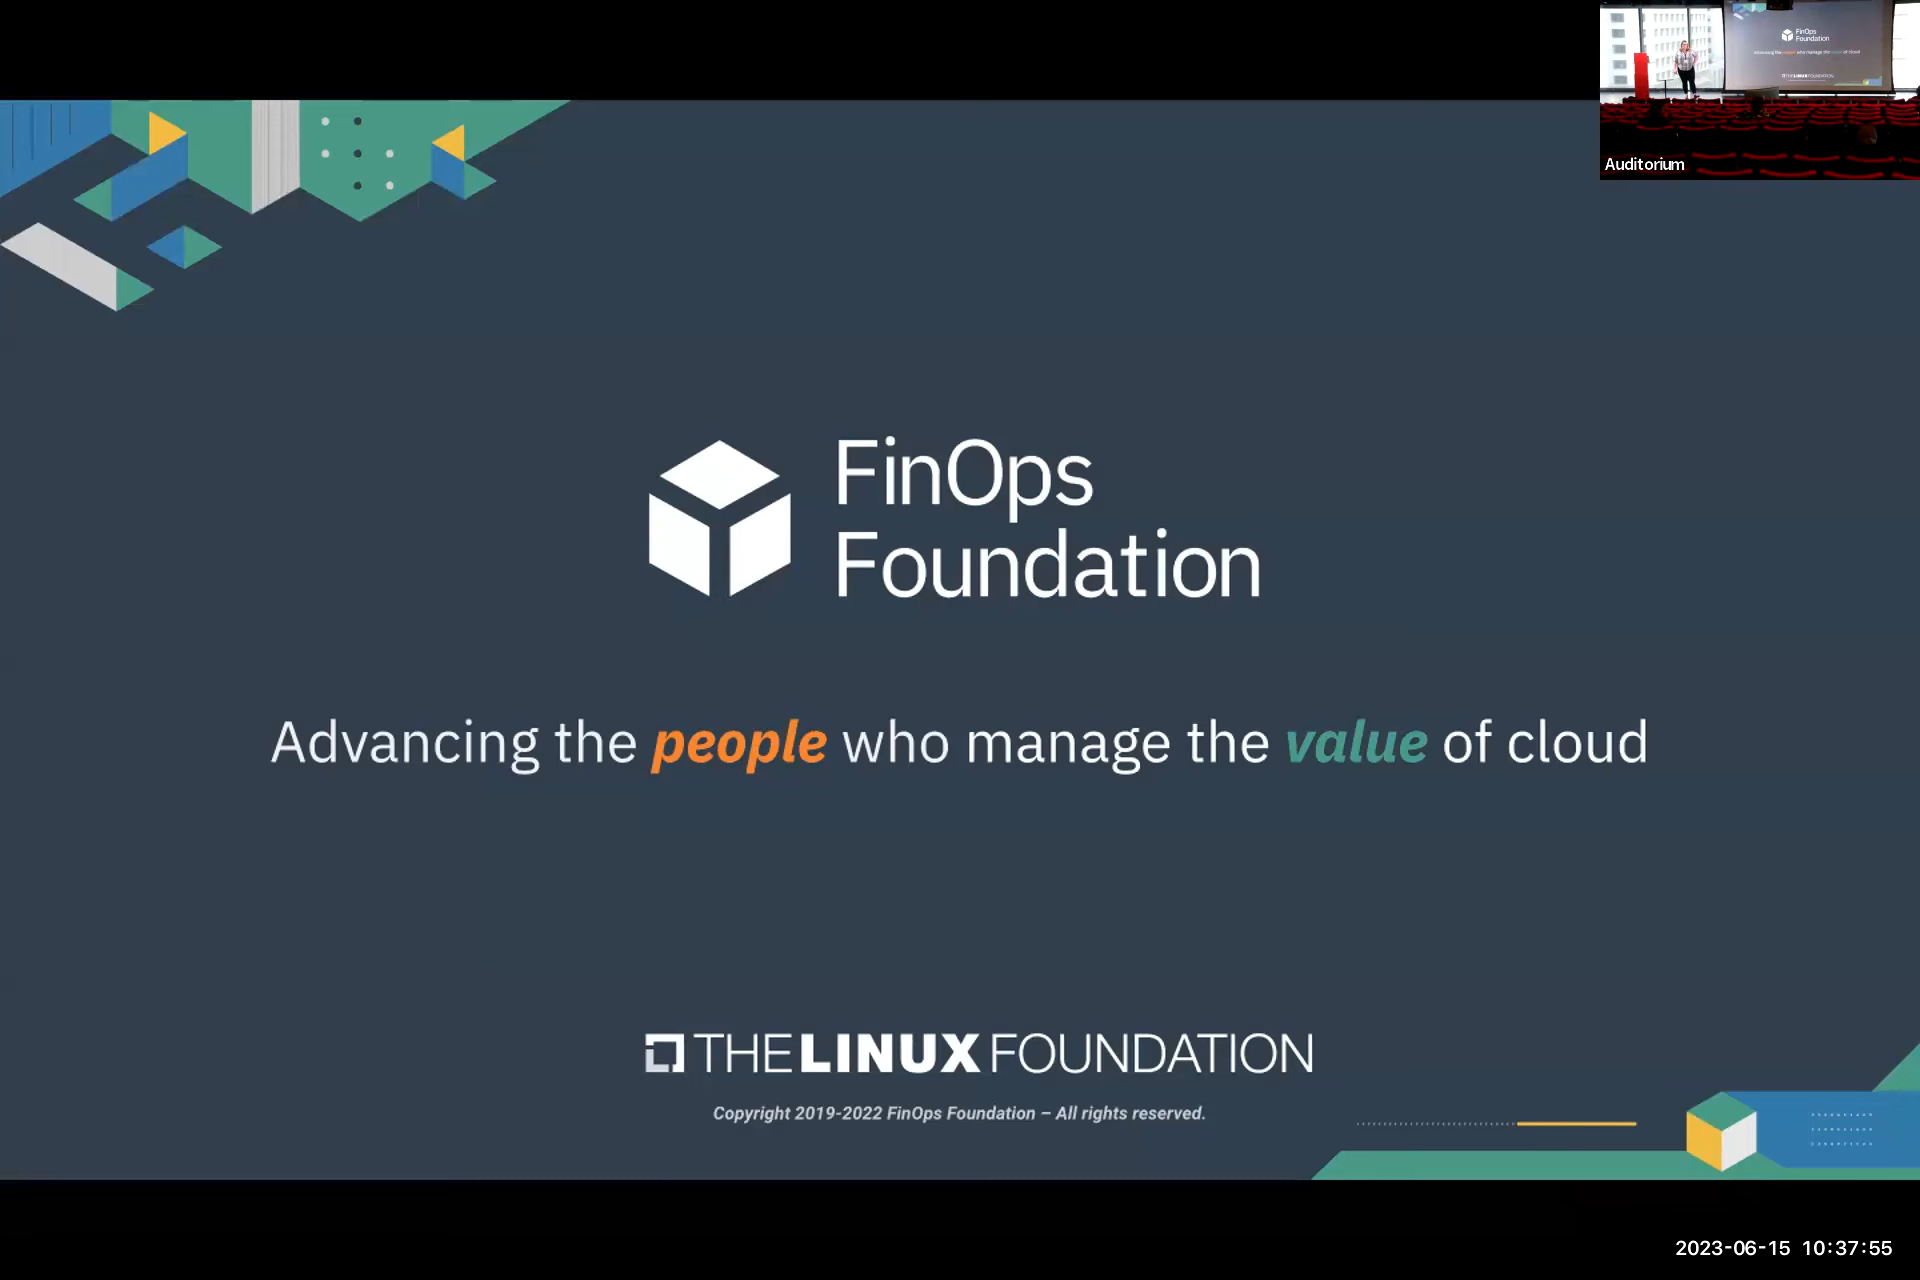 Auditorium
FinOps
Foundation
Advancing the people who manage the value of cloud
THE LINUX FOUNDATION
Copyright 2019-2022 FinOps Foundation – All rights reserved.
2023-06-15 10:37:55